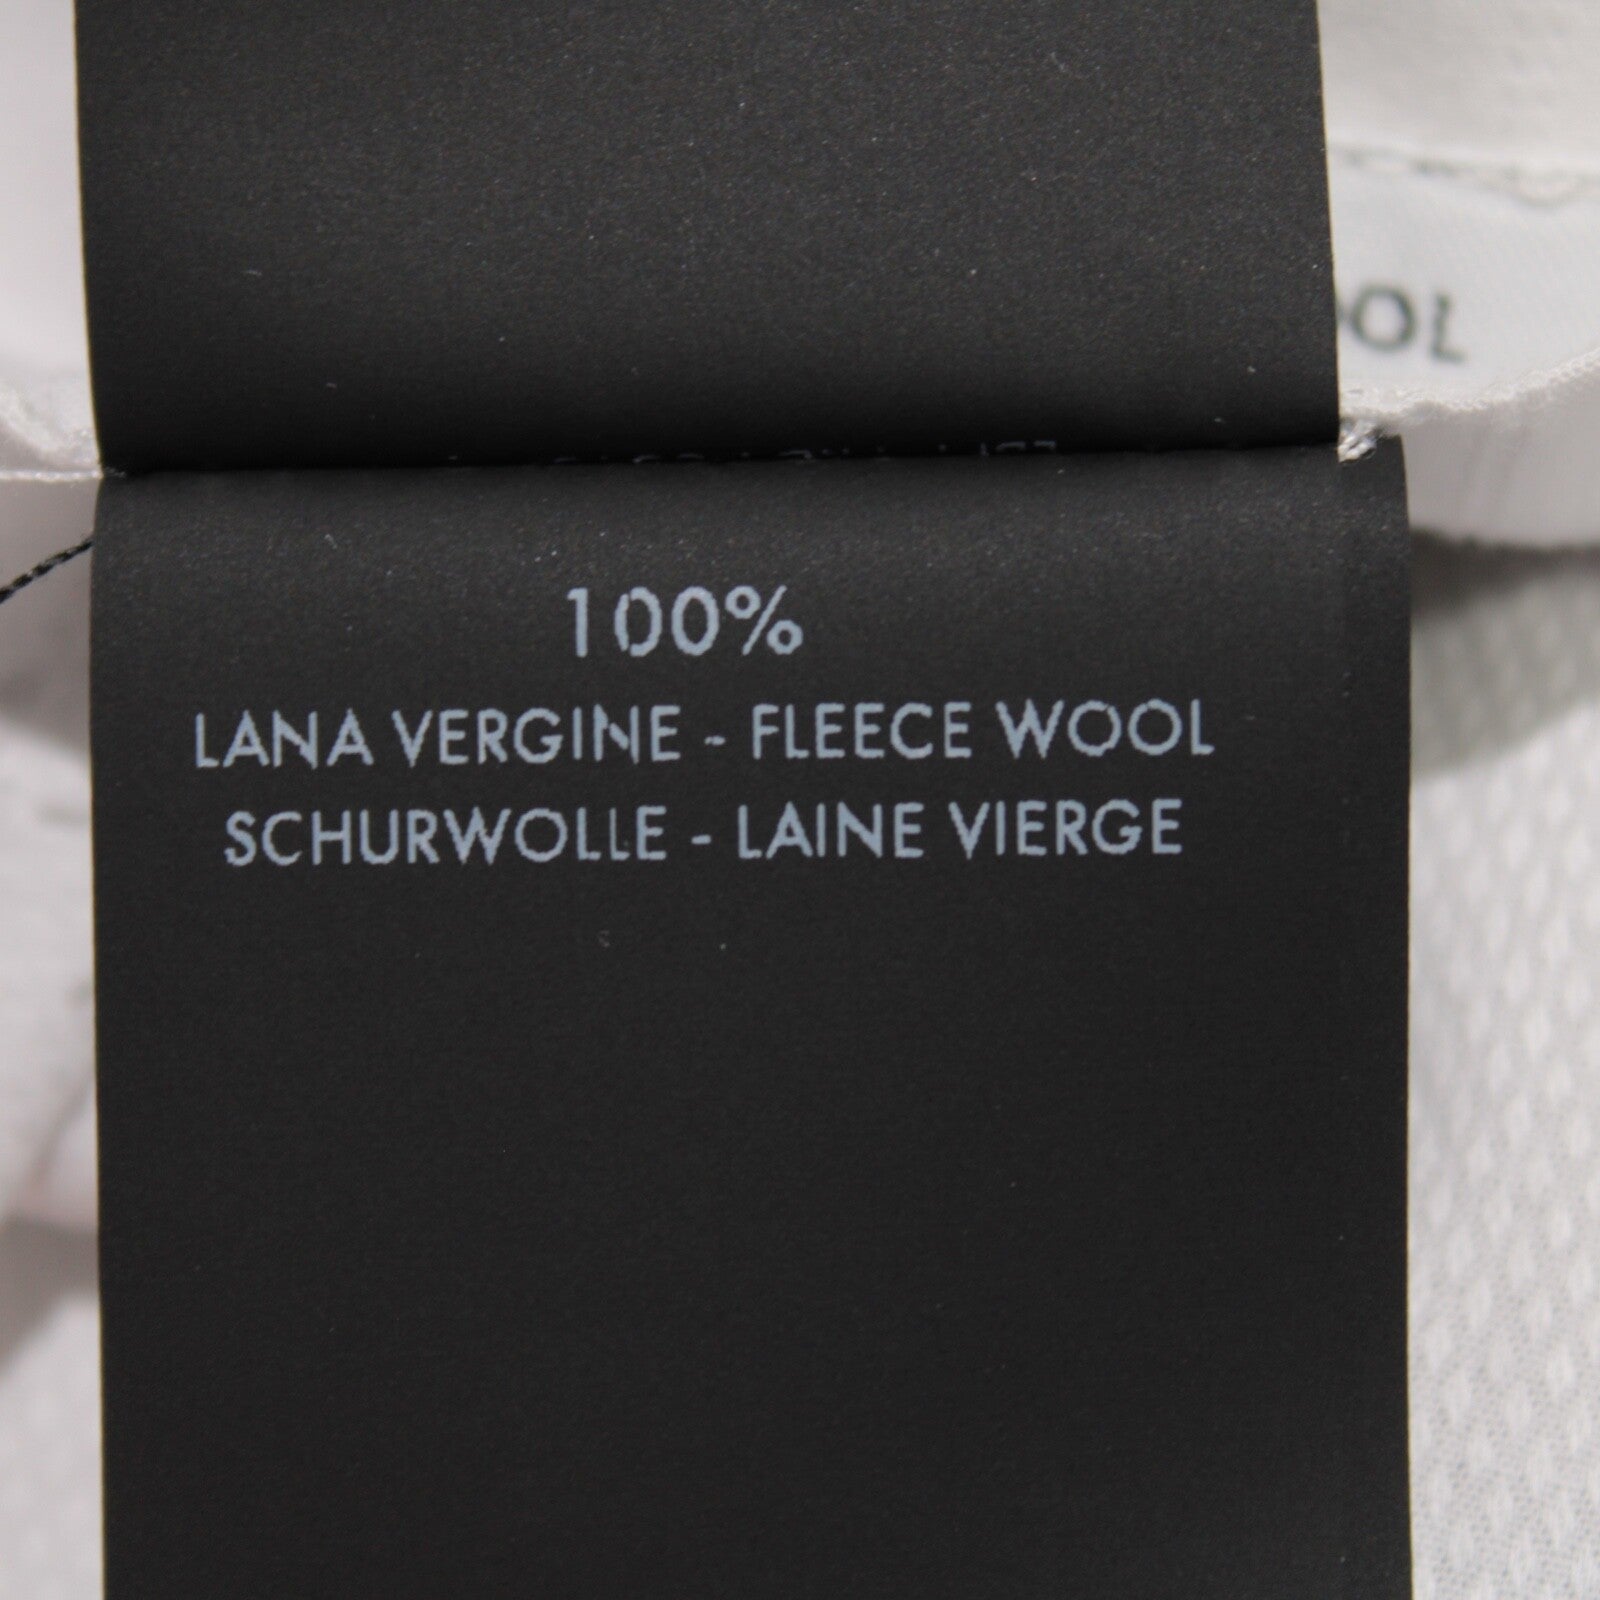 100%
LANA VERGINE - FLEECE WOOL
SCHURWOLLE - LAINE VIERGE